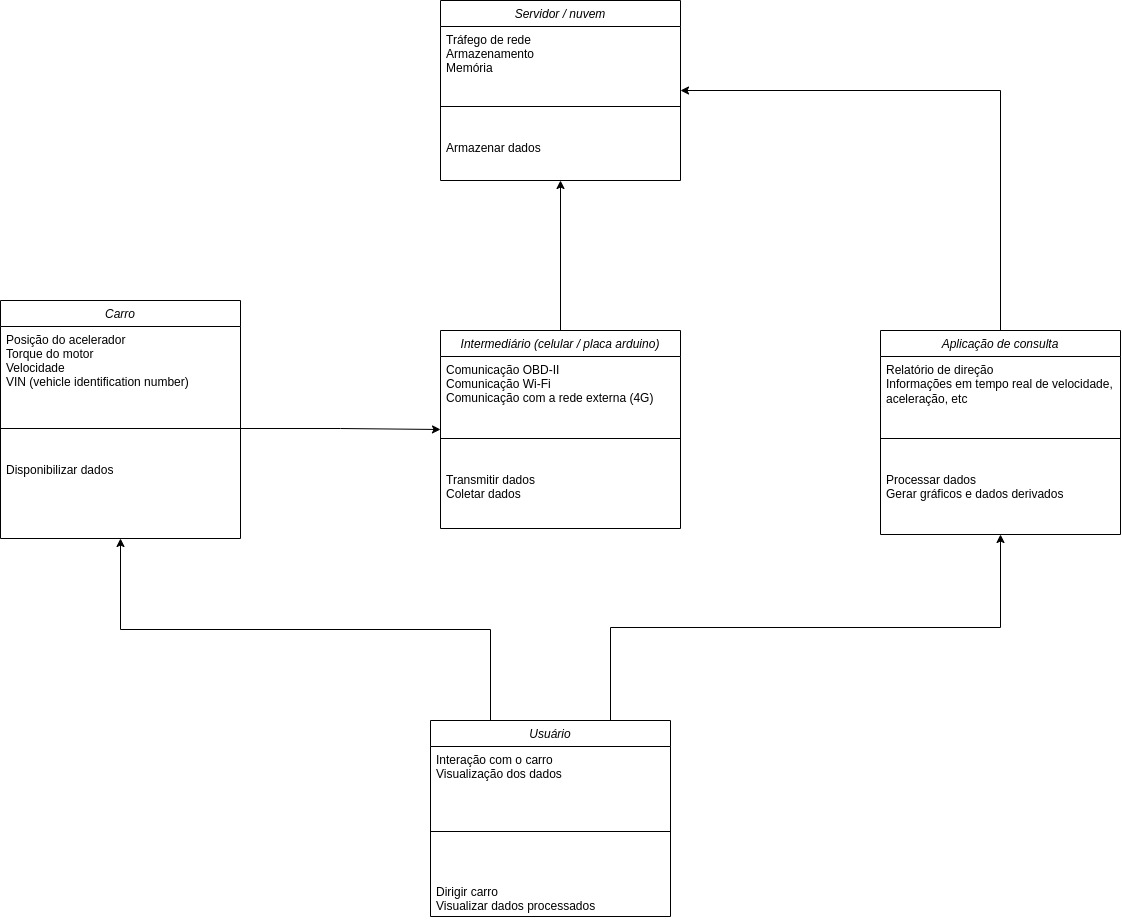 Servidor / nuvem
Tráfego de rede
Armazenamento
Memória
Armazenar dados
Carro
Posição do acelerador
Torque do motor
Velocidade
VIN (vehicle identification number)
Disponibilizar dados
Intermediário (celular / placa arduino)
Comunicação OBD-II
Comunicação Wi-Fi
Comunicação com a rede externa (4G)
Transmitir dados
Coletar dados
Aplicação de consulta
Relatório de direção
Informações em tempo real de velocidade,
aceleração, etc
Processar dados
Gerar gráficos e dados derivados
Usuário
Interação com o carro
Visualização dos dados
Dirigir carro
Visualizar dados processados